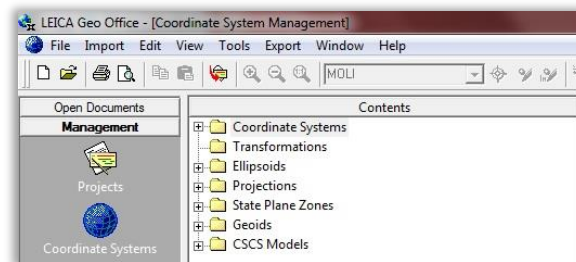 LEICA Geo Office - [Coordinate System Management]
File Import Edit View Tools Export Window Help
MOLI
Open Documents
Management
Projects
Coordinate Systems
Contents
Coordinate Systems
Transformations
Ellipsoids
Projections
State Plane Zones
Geoids
CSCS Models